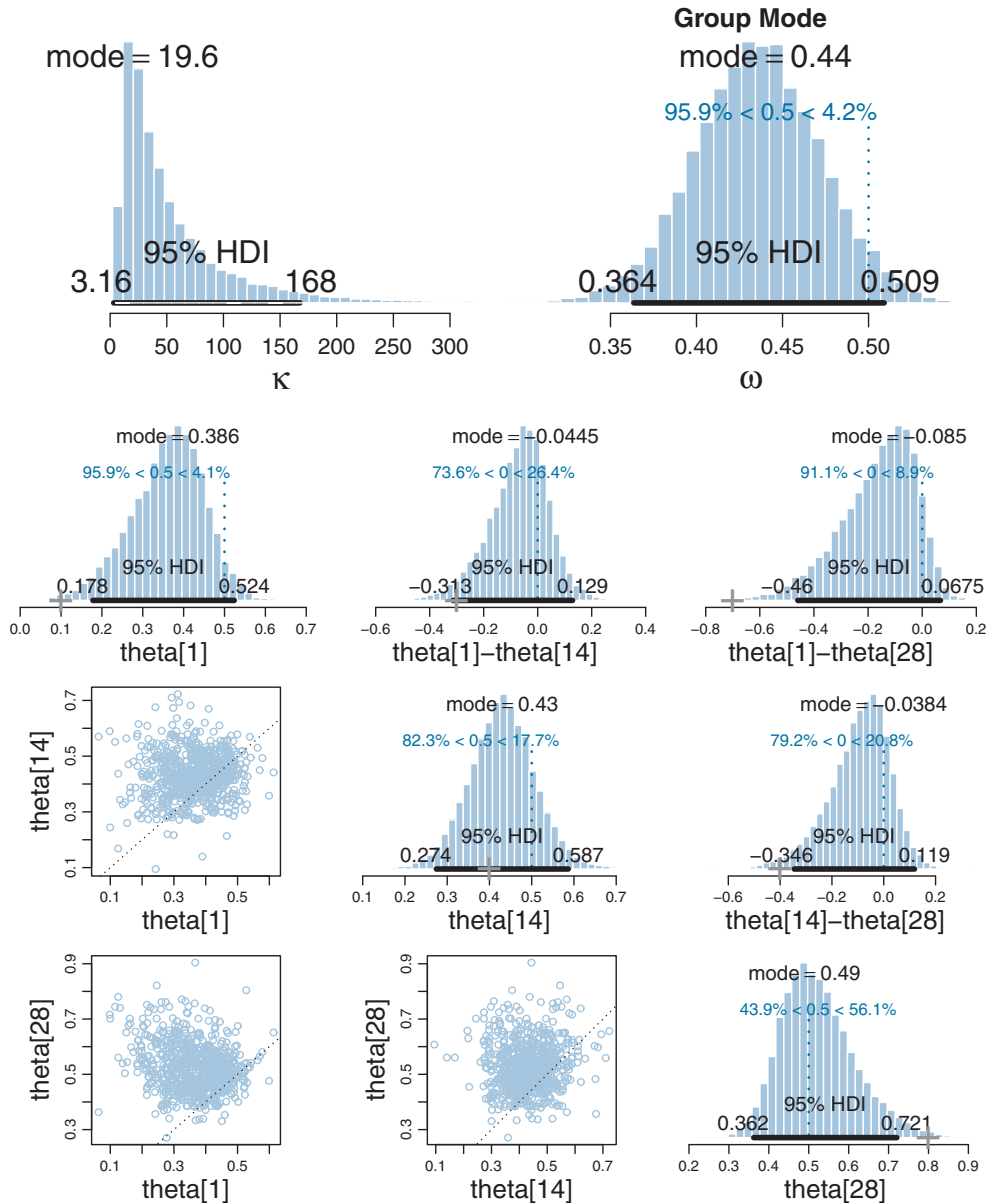 Group Mode
mode = 19.6
mode = 0.44
95.9% < 0.5 < 4.2%
95% HDI
95% HDI
3.16
168
0.364
0.509
0 50 100 150 200 250 300
0.35 0.40 0.45 0.50
κ
ω
mode = 0.386
mode = −0.0445
mode = −0.085
95.9% < 0.5 < 4.1%
73.6% < 0 < 26.4%
91.1% < 0 < 8.9%
95% HDI
95% HDI
95% HDI
0.178
0.524
−0.313
0.129
−0.46
0.0675
0.0 0.1 0.2 0.3 0.4 0.5 0.6 0.7
−0.6 −0.4 −0.2 0.0 0.2 0.4
−0.8 −0.6 −0.4 −0.2 0.0 0.2
theta[1]
theta[1]−theta[14]
theta[1]−theta[28]
theta[14]
0.1 0.3 0.5 0.7
0.1 0.3 0.5
theta[1]
mode = 0.43
82.3% < 0.5 < 17.7%
95% HDI
0.274
0.587
0.1 0.2 0.3 0.4 0.5 0.6 0.7
theta[14]
mode = −0.0384
79.2% < 0 < 20.8%
95% HDI
−0.346
0.119
−0.6 −0.4 −0.2 0.0 0.2
theta[14]−theta[28]
theta[28]
0.3 0.5 0.7 0.9
0.1 0.3 0.5
theta[1]
theta[28]
0.3 0.5 0.7 0.9
0.1 0.3 0.5 0.7
theta[14]
mode = 0.49
43.9% < 0.5 < 56.1%
95% HDI
0.362
0.721
0.2 0.3 0.4 0.5 0.6 0.7 0.8 0.9
theta[28]